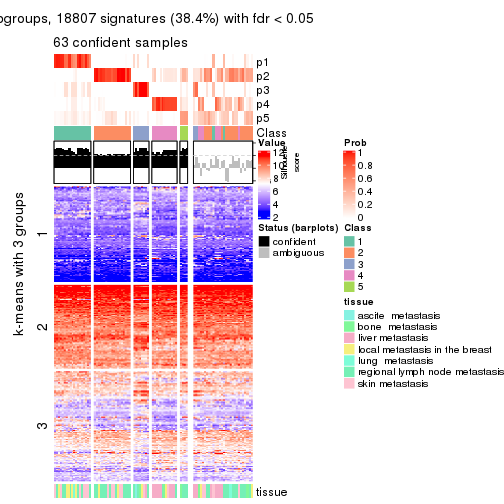 ogroups, 18807 signatures (38.4%) with fdr < 0.05
63 confident samples
p1
p2
p3
p4
p5
Class
Silhouette
score
k-means with 3 groups
1
2
3
tissue
Value
12
10
8
6
4
2
Prob
1
0.8
0.6
0.4
0.2
0
Status (barplots)
confident
ambiguous
Class
1
2
3
4
5
tissue
ascite metastasis
bone metastasis
liver metastasis
local metastasis in the breast
lung metastasis
regional lymph node metastasis
skin metastasis